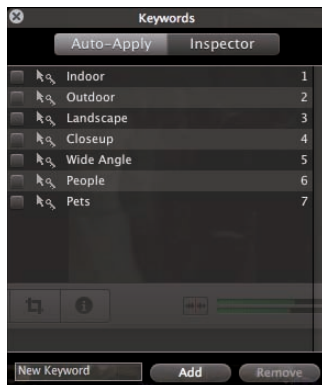 Keywords
Auto-Apply Inspector
Indoor 1
Outdoor 2
Landscape 3
Closeup 4
Wide Angle 5
People 6
Pets 7
New Keyword Add Remove